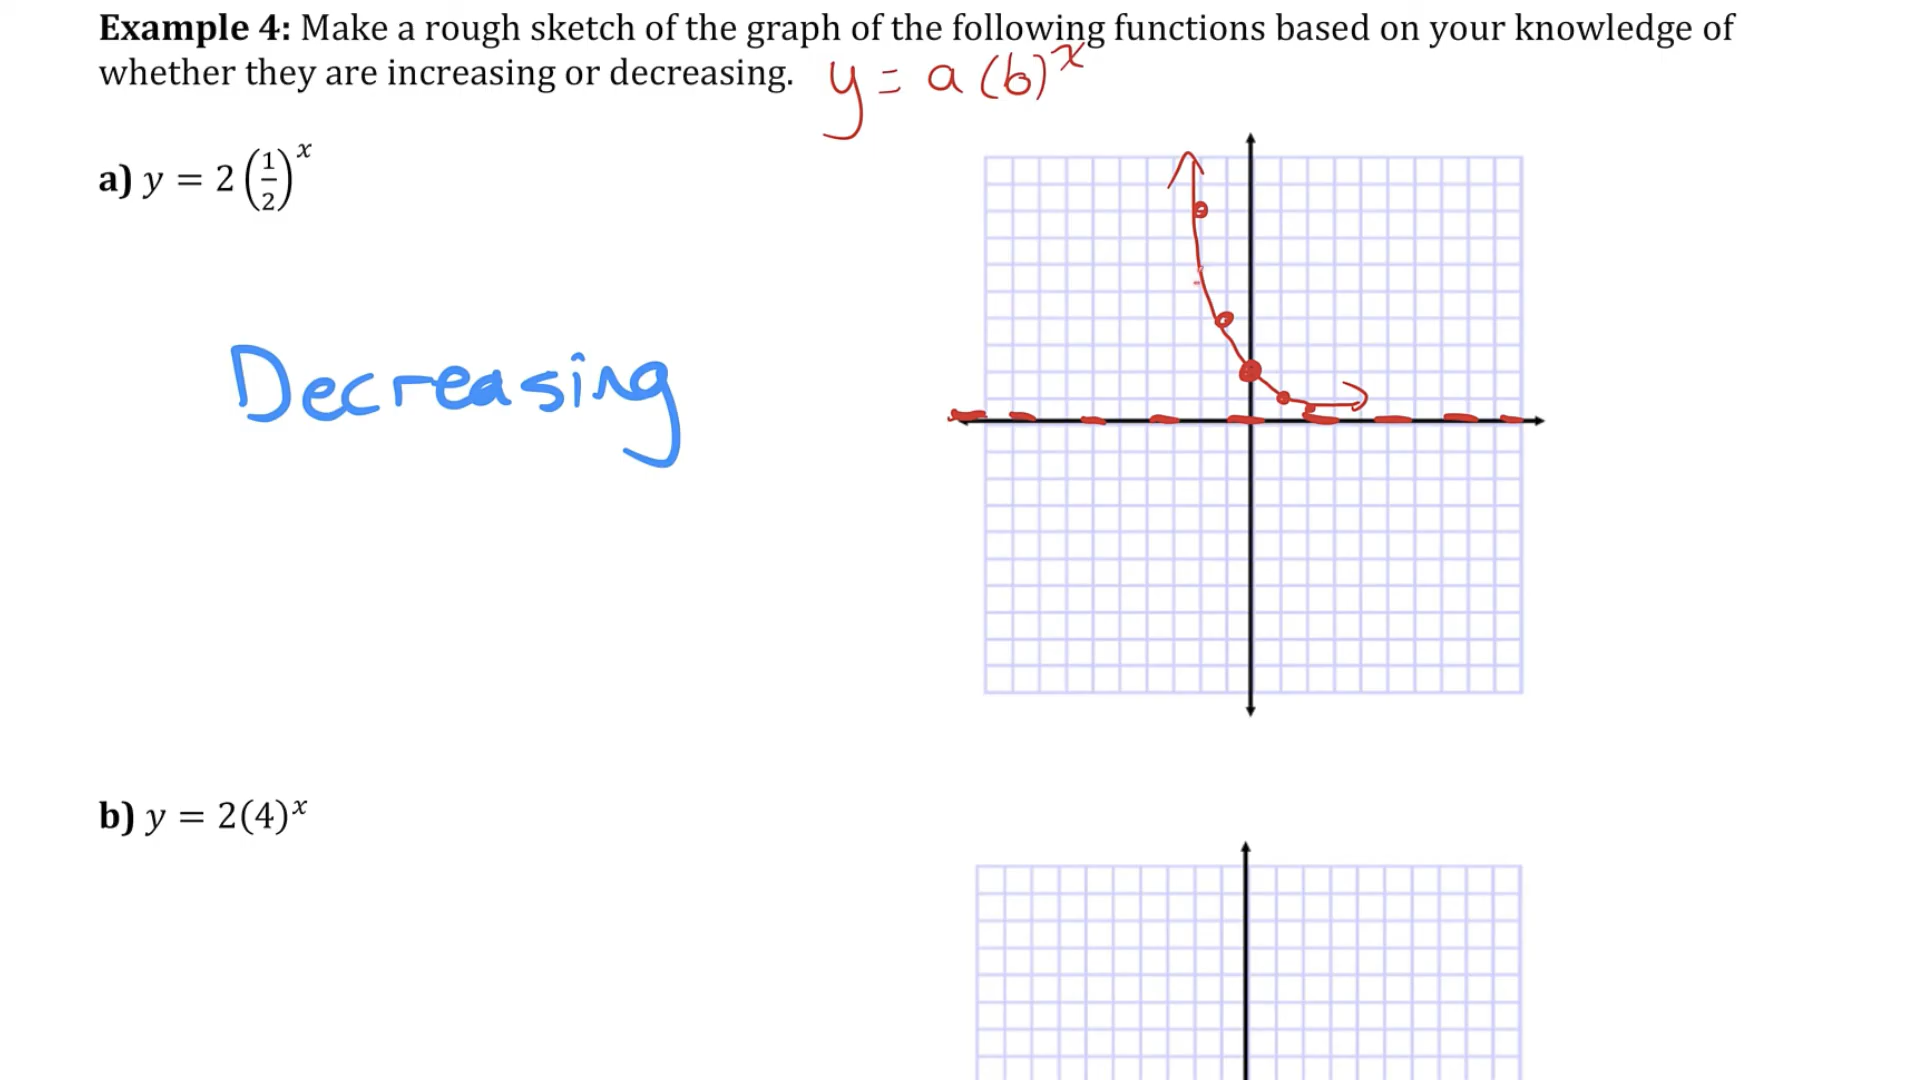 Example 4: Make a rough sketch of the graph of the following functions based on your knowledge of
whether they are increasing or decreasing. y = a(b)^x
a) y = 2(1/2)^x
Decreasing
b) y = 2(4)^x